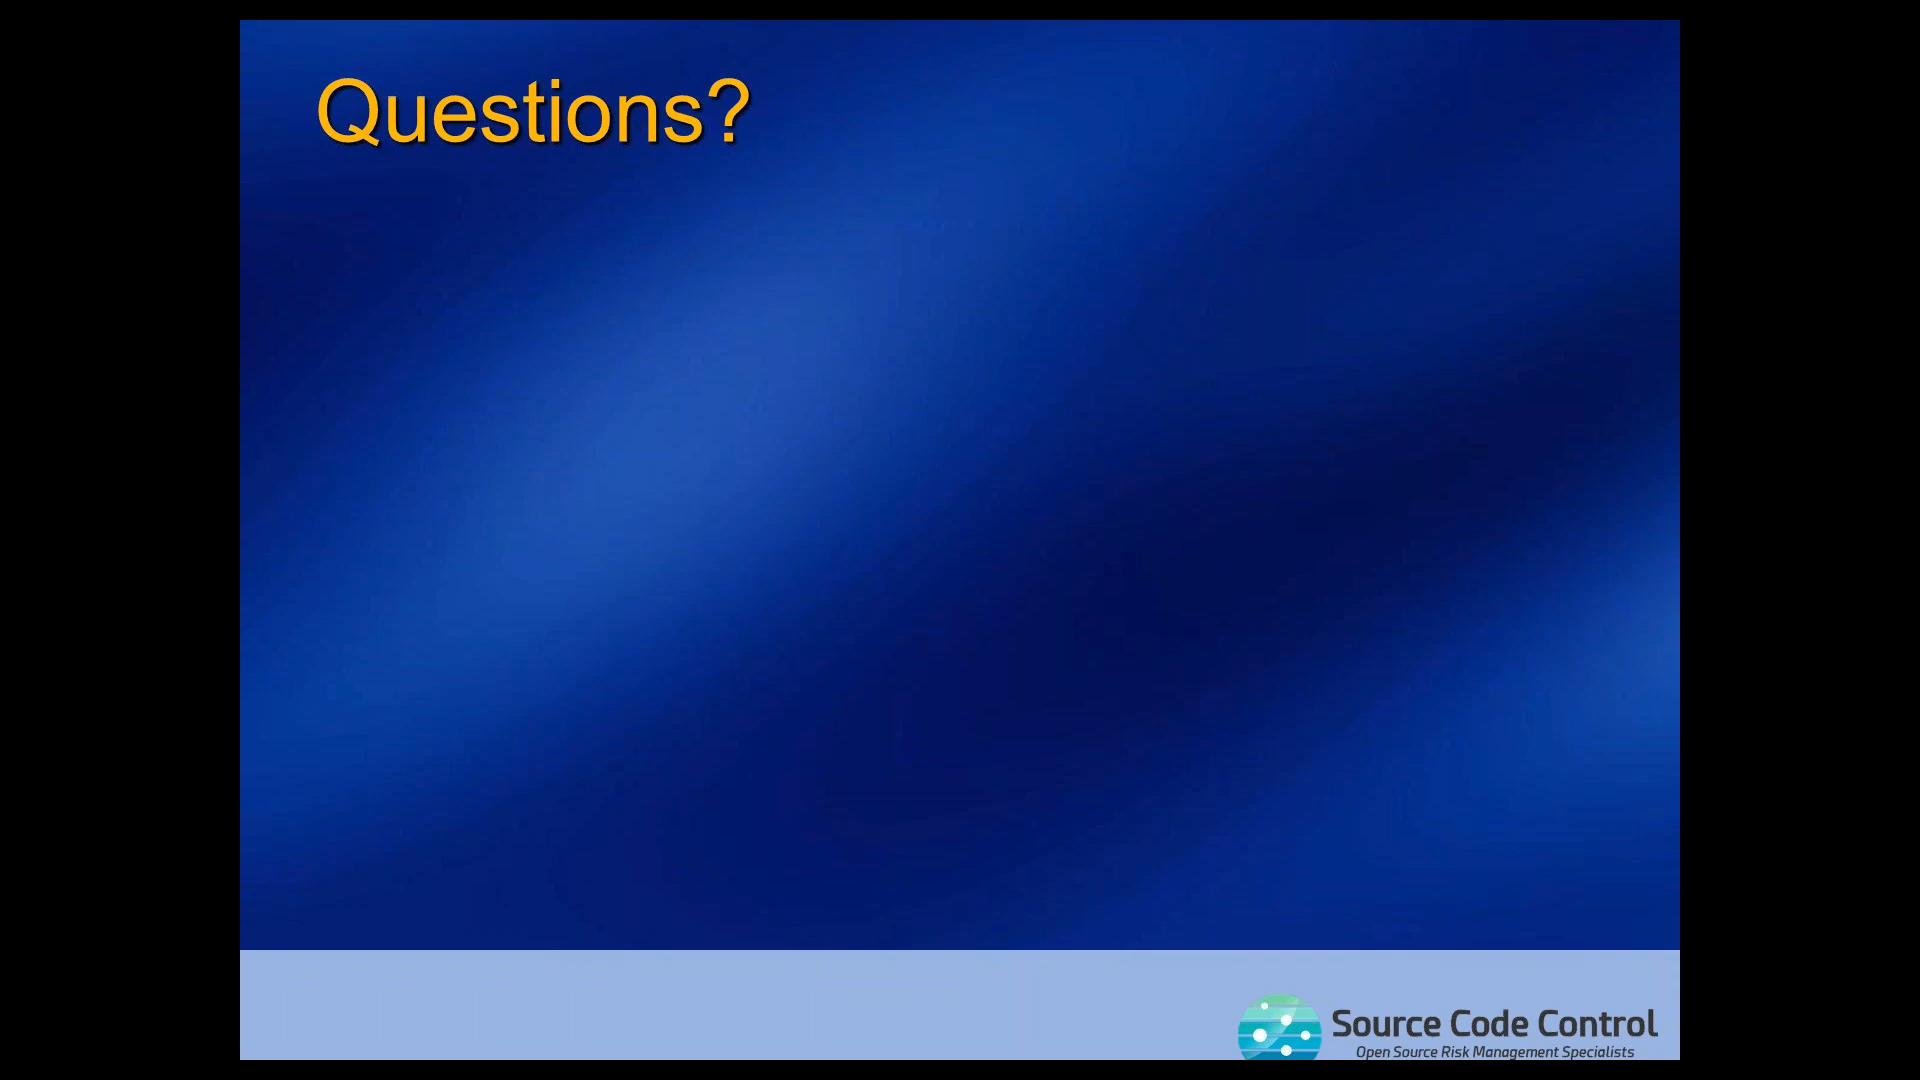 Questions?
Source Code Control
Open Source Risk Management Specialists